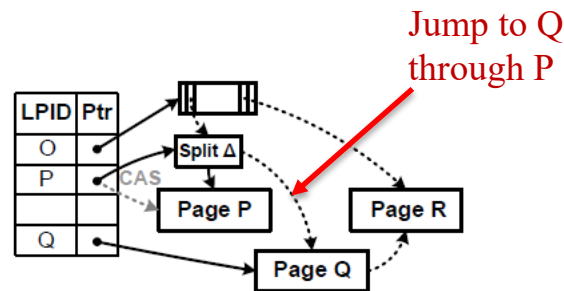 Jump to Q
through P
LPID Ptr
O
P
CAS
Split Δ
Page P
Page R
Q
Page Q